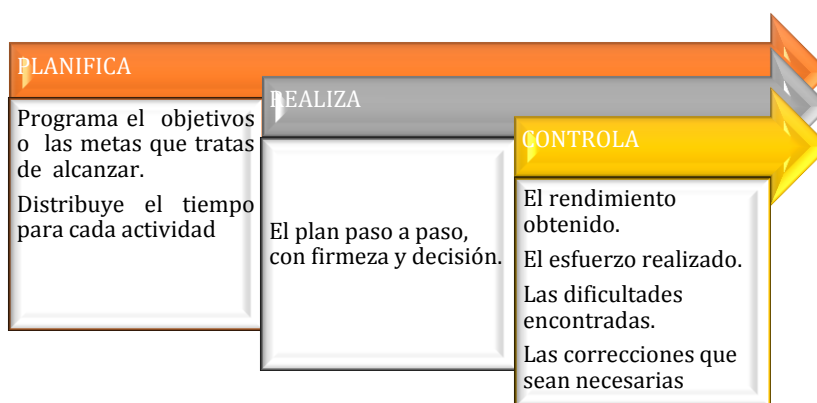 PLANIFICA
Programa el objetivos
o las metas que tratas
de alcanzar.
Distribuye el tiempo
para cada actividad
REALIZA
El plan paso a paso,
con firmeza y decisión.
CONTROLA
El rendimiento
obtenido.
El esfuerzo realizado.
Las dificultades
encontradas.
Las correcciones que
sean necesarias